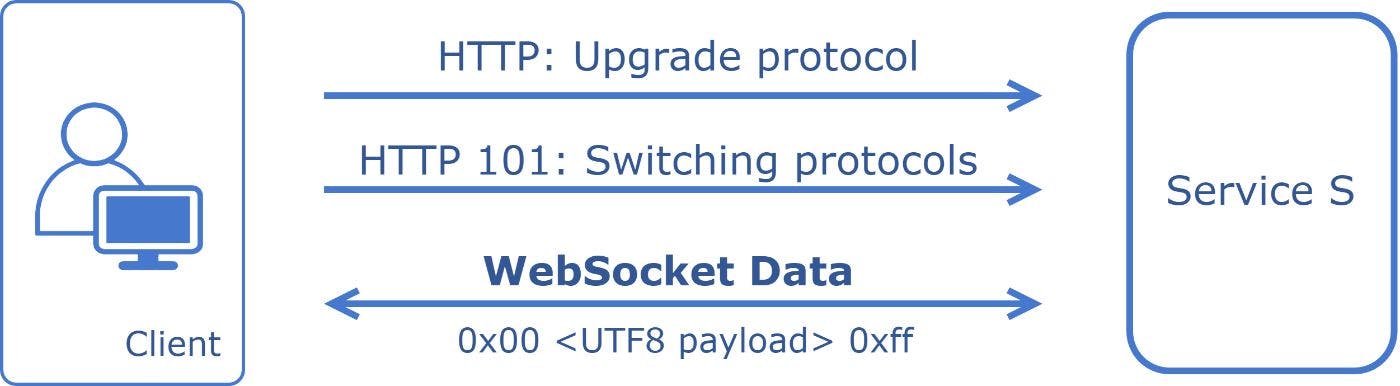 HTTP: Upgrade protocol
HTTP 101: Switching protocols
WebSocket Data
0x00 <UTF8 payload> 0xff
Client
Service S